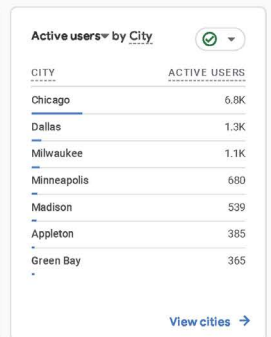 Active users by City
CITY ACTIVE USERS
Chicago 6.8K
Dallas 1.3K
Milwaukee 1.1K
Minneapolis 680
Madison 539
Appleton 385
Green Bay 365
View cities